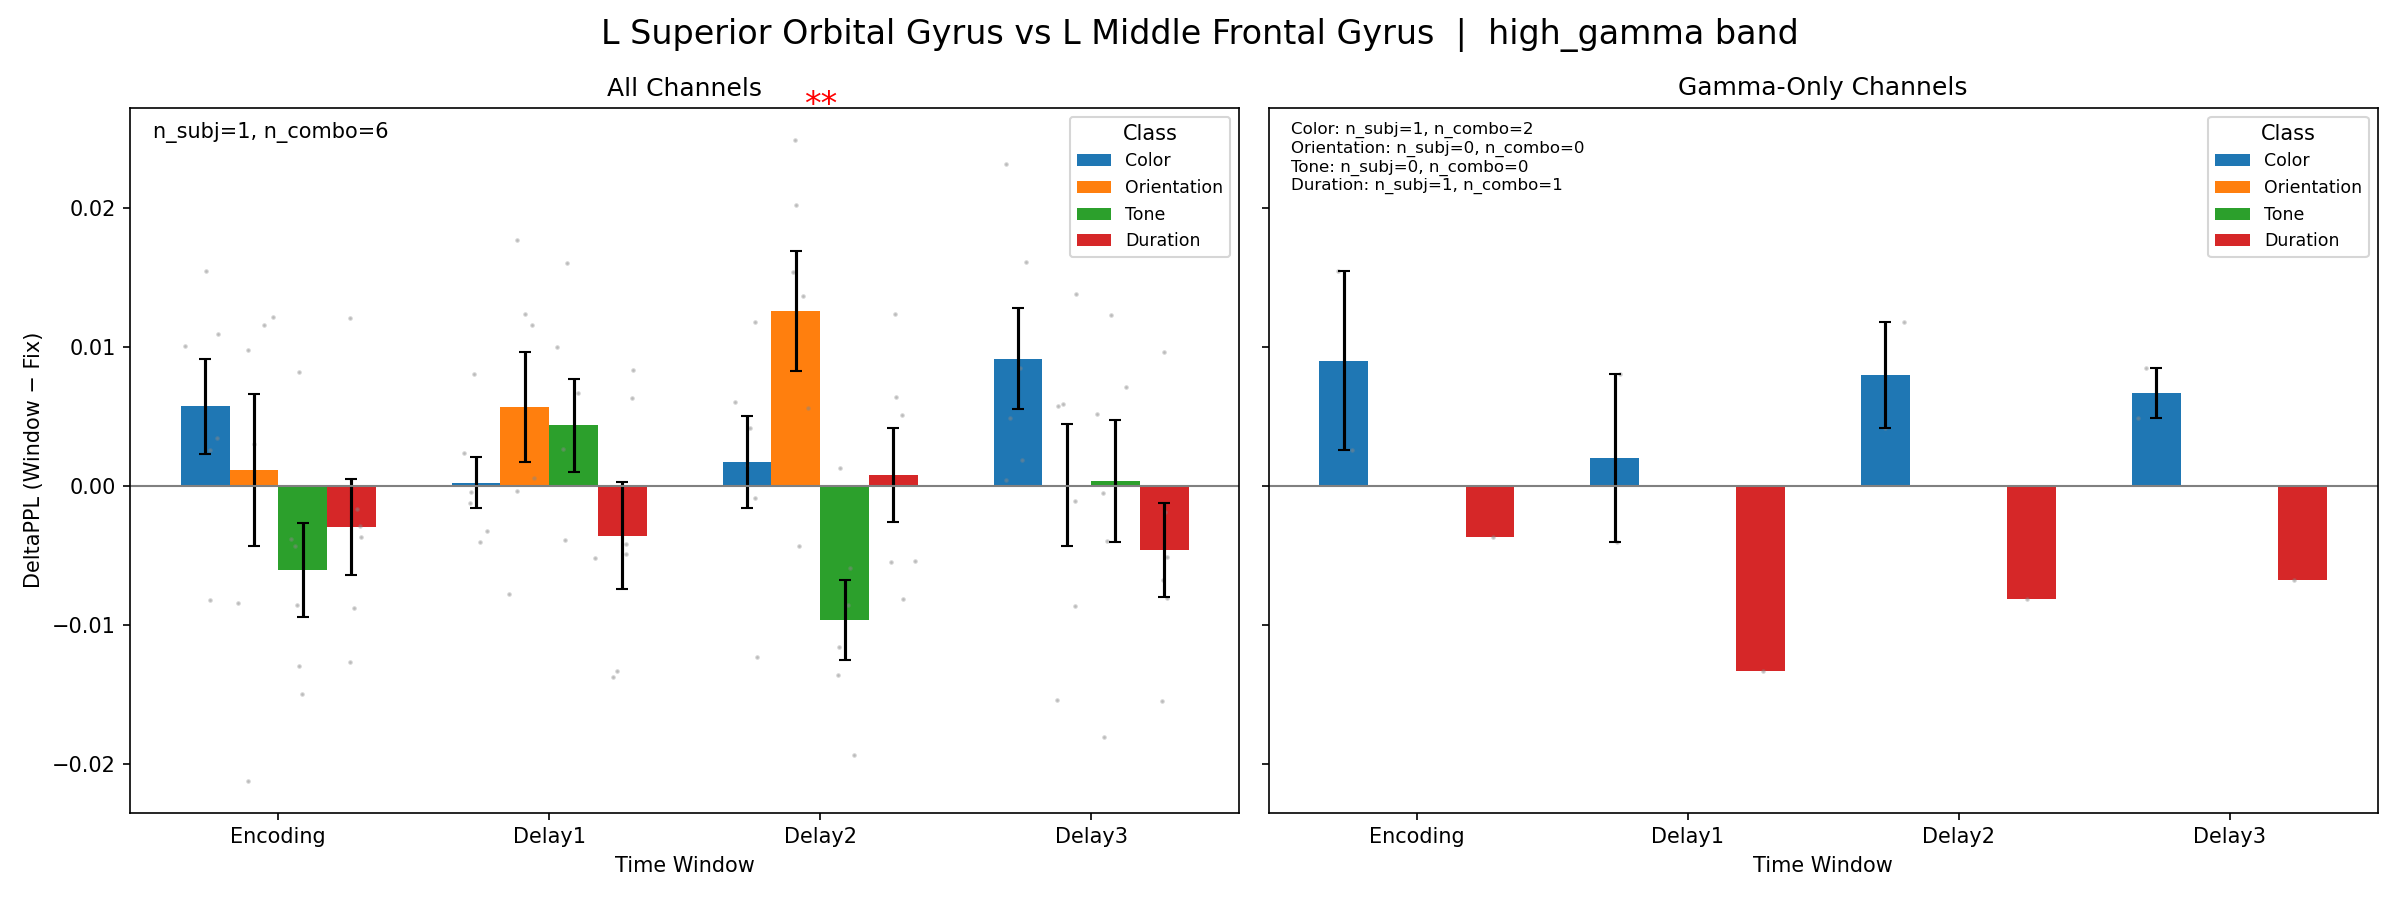 L Superior Orbital Gyrus vs L Middle Frontal Gyrus | high_gamma band
All Channels
**
n_subj=1, n_combo=6
Class
Color
Orientation
Tone
Duration
DeltaPPL (Window − Fix)
0.02
0.01
0.00
−0.01
−0.02
Encoding
Delay1
Delay2
Delay3
Time Window
Gamma-Only Channels
Color: n_subj=1, n_combo=2
Orientation: n_subj=0, n_combo=0
Tone: n_subj=0, n_combo=0
Duration: n_subj=1, n_combo=1
Class
Color
Orientation
Tone
Duration
Encoding
Delay1
Delay2
Delay3
Time Window